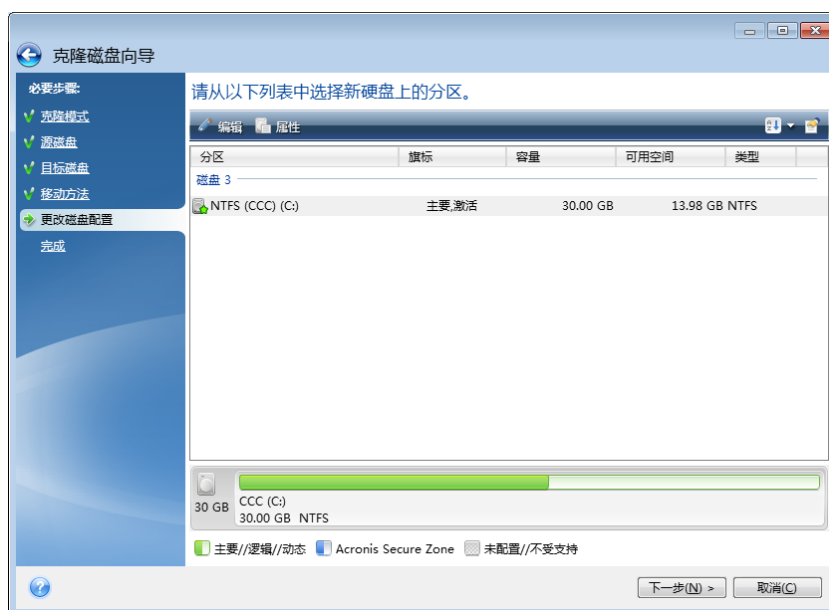 克隆磁盘向导
必要步骤:
克隆模式
源磁盘
目标磁盘
移动方法
更改磁盘配置
完成
请从以下列表中选择新硬盘上的分区。
编辑 属性
分区 旗标 容量 可用空间 类型
磁盘 3
NTFS (CCC) (C:) 主要,激活 30.00 GB 13.98 GB NTFS
30 GB
CCC (C:)
30.00 GB NTFS
主要//逻辑//动态 Acronis Secure Zone 未配置//不受支持
下一步(N) > 取消(C)